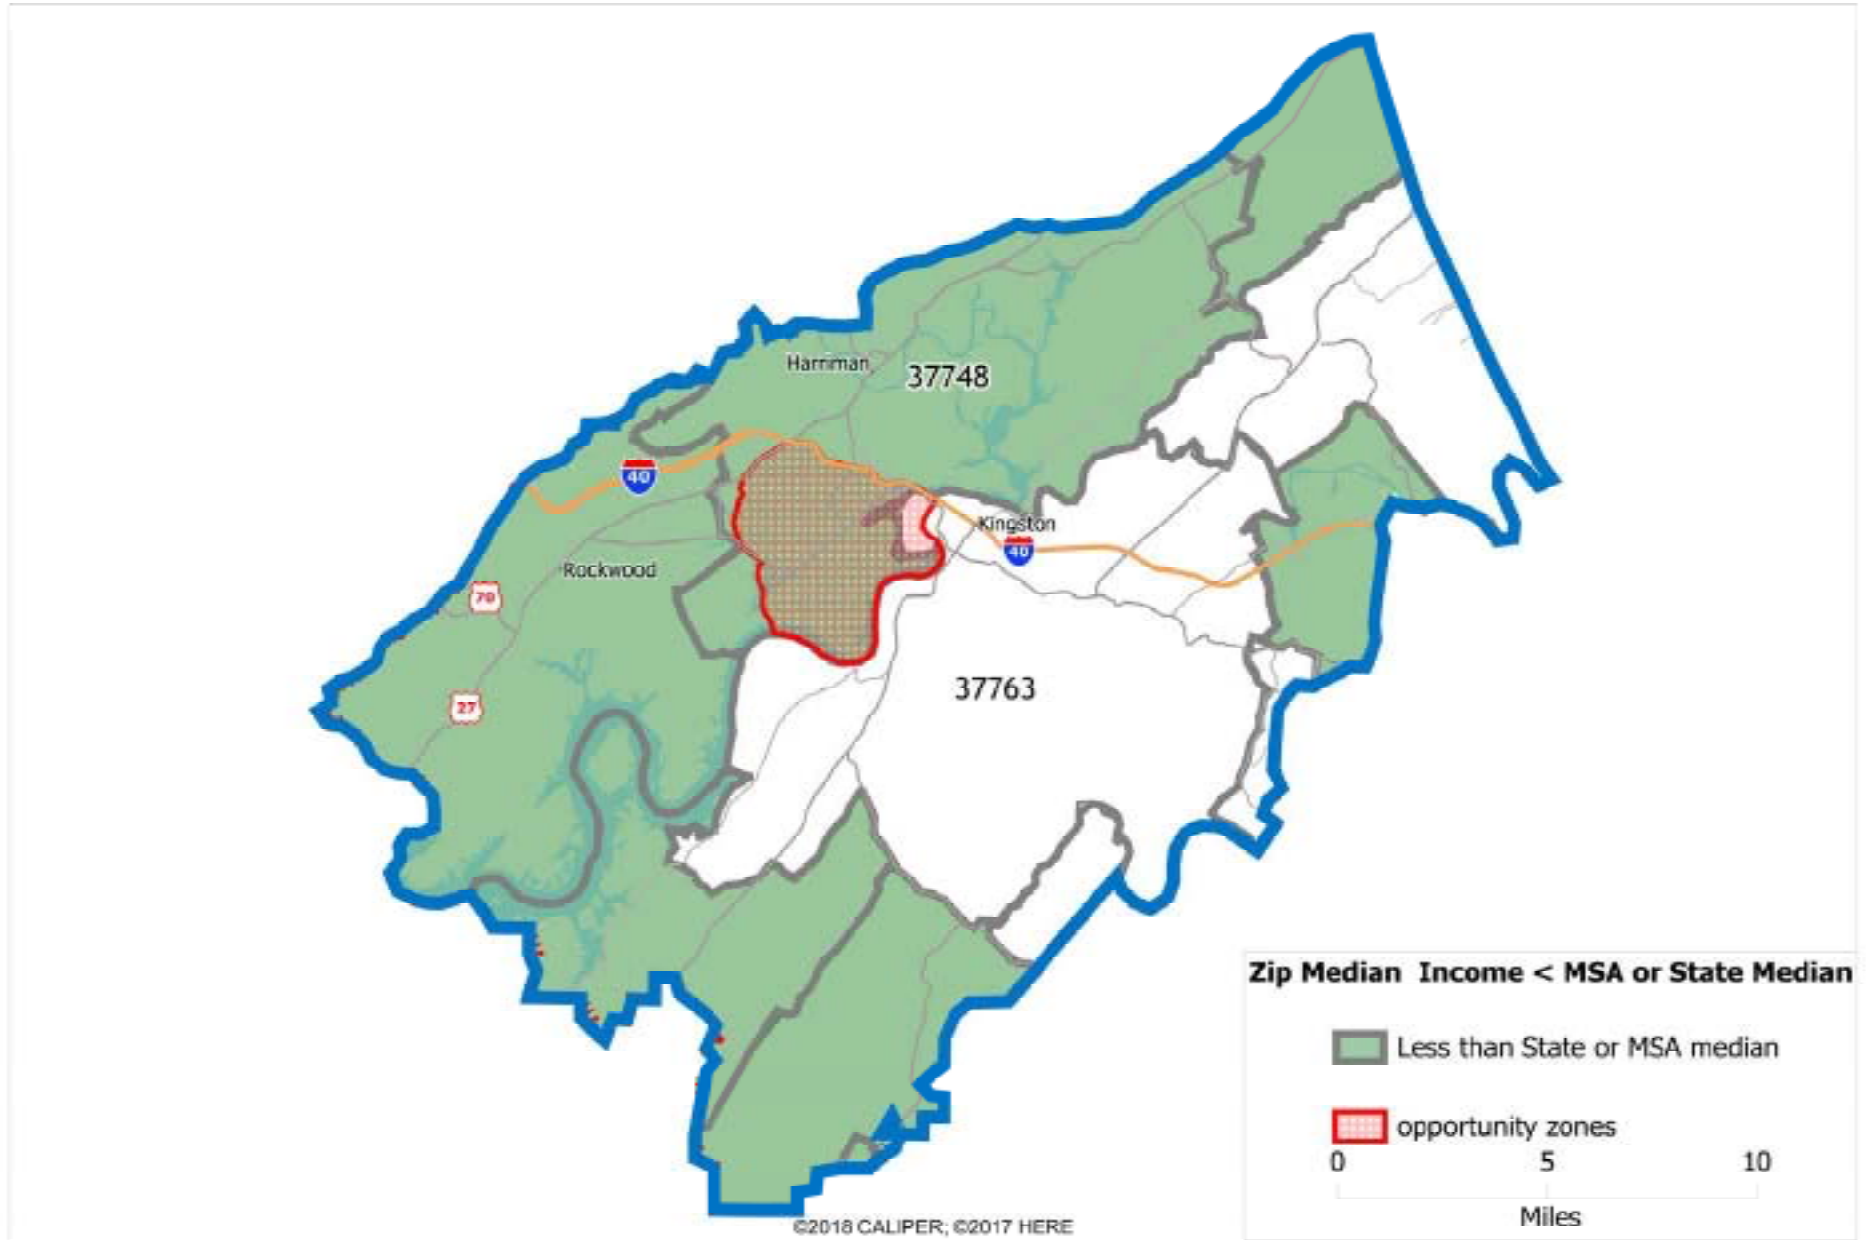 Harriman
37748
40
Kingston
40
Rockwood
70
37763
27
Zip Median Income < MSA or State Median
Less than State or MSA median
opportunity zones
0 5 10
Miles
©2018 CALIPER; ©2017 HERE